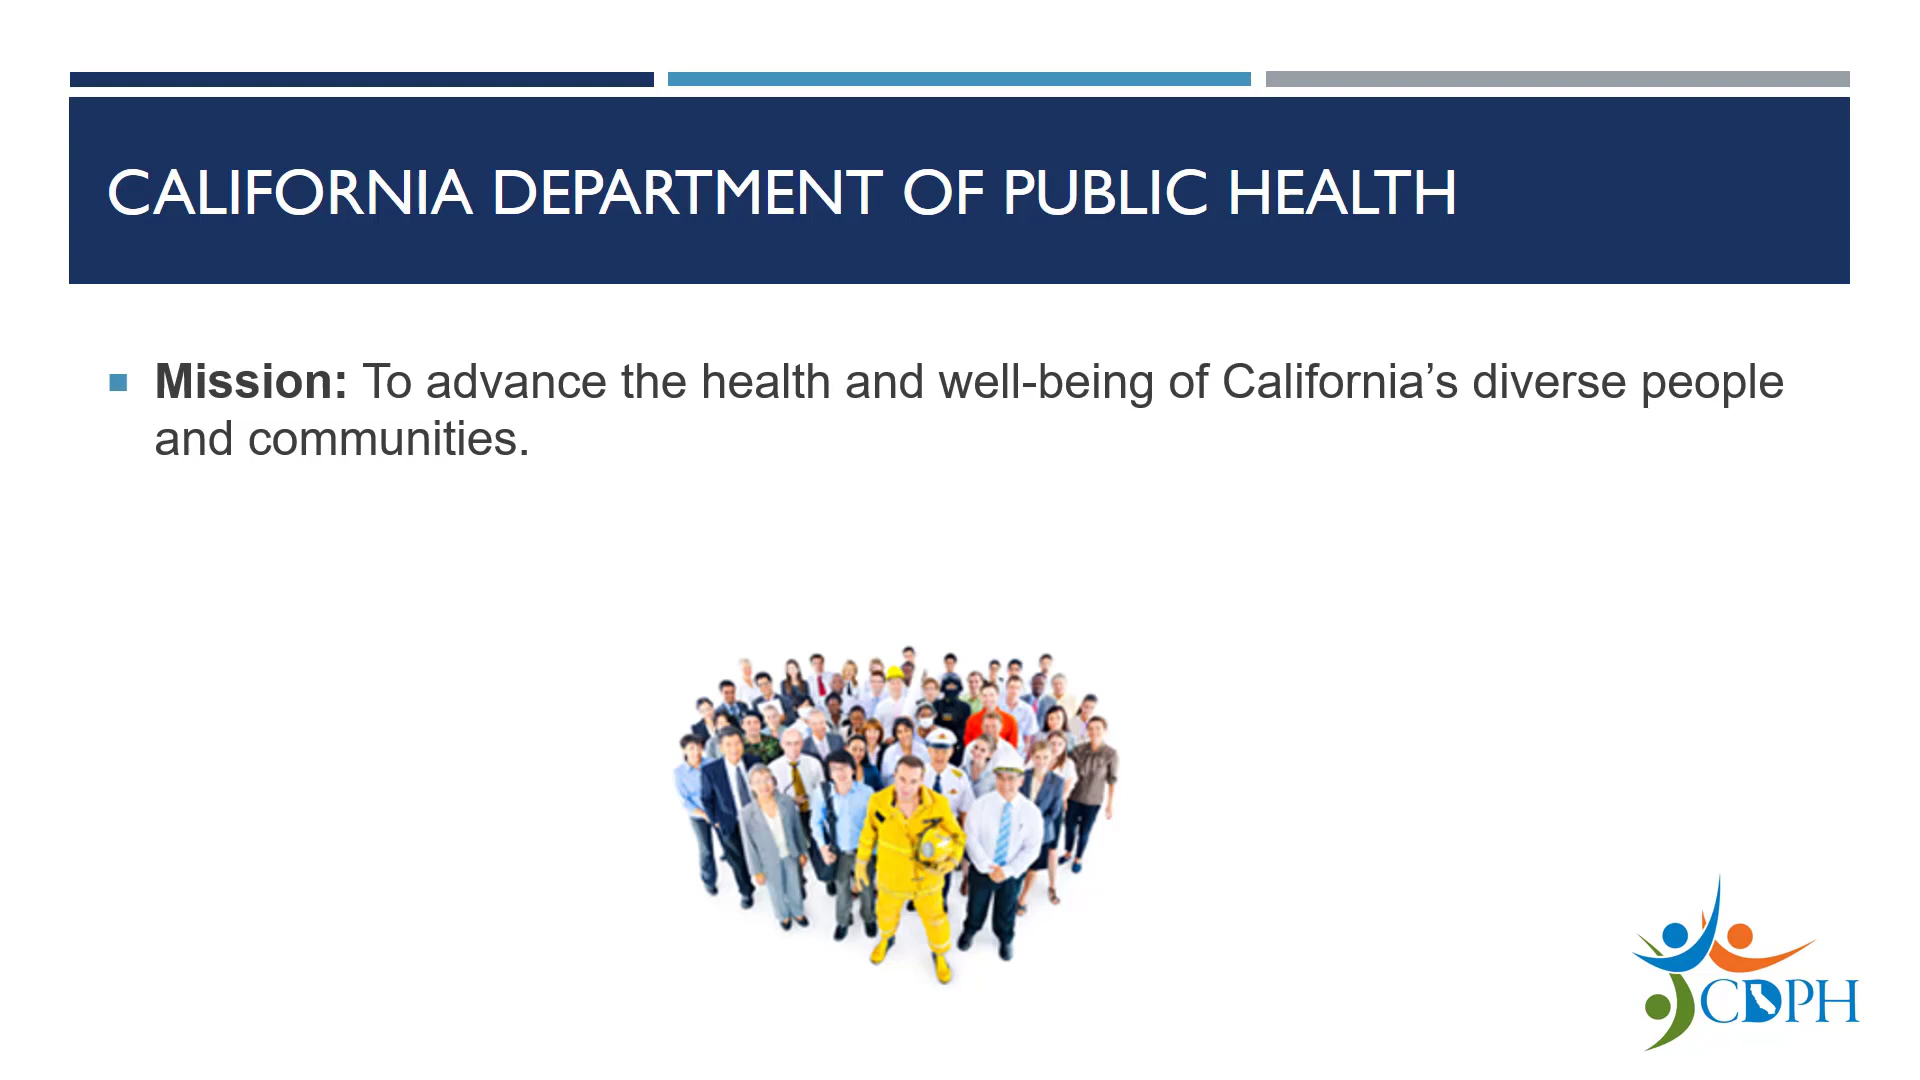 CALIFORNIA DEPARTMENT OF PUBLIC HEALTH
Mission: To advance the health and well-being of California’s diverse people
and communities.
CDPH